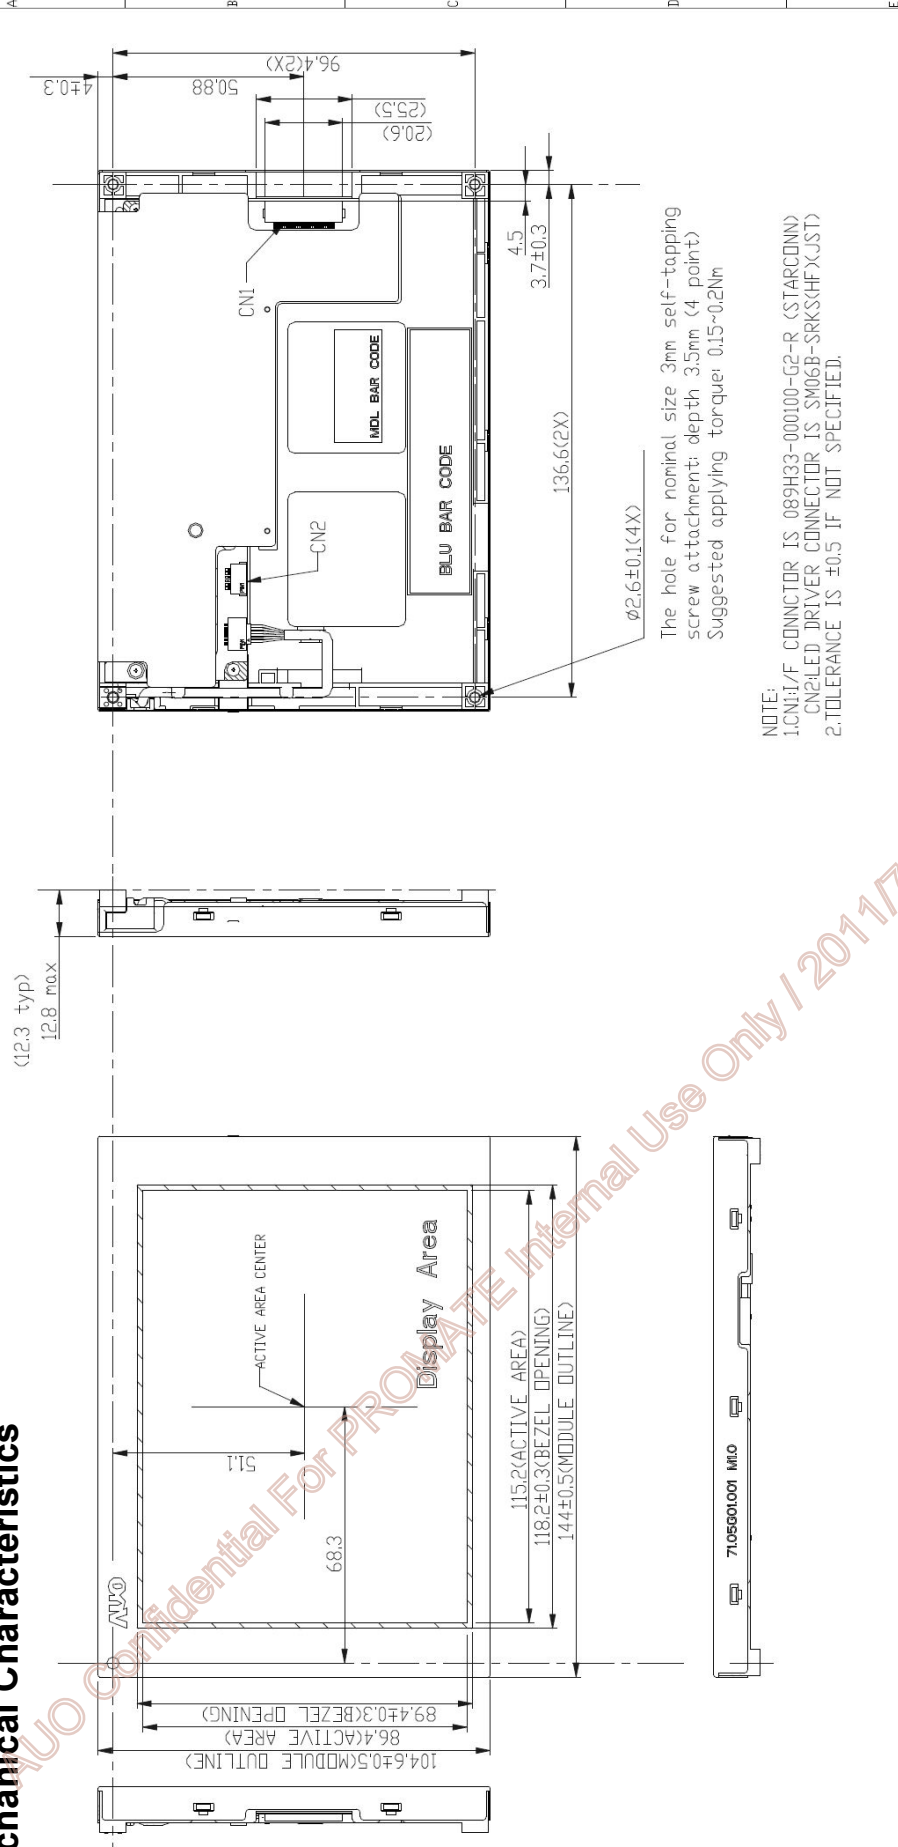 chanical Characteristics
A
B
C
D
E
AUO
ACTIVE AREA CENTER
51.1
68.3
Display Area
115.2(ACTIVE AREA)
118.2±0.3(BEZEL OPENING)
144±0.5(MODULE OUTLINE)
89.4±0.3(BEZEL OPENING)
86.4(ACTIVE AREA)
104.6±0.5(MODULE OUTLINE)
71.05G01.001 M1.0
(12.3 typ)
12.8 max
4±0.3
50.88
96.4(2X)
(25.5)
(20.6)
CN1
CN2
MDL BAR CODE
BLU BAR CODE
4.5
3.7±0.3
136.6(2X)
ø2.6±0.1(4X)
The hole for nominal size 3mm self-tapping
screw attachment: depth 3.5mm (4 point)
Suggested applying torque: 0.15~0.2Nm
NOTE:
1.CN1:I/F CONNCTOR IS 089H33-000100-G2-R (STARCONN)
CN2:LED DRIVER CONNECTOR IS SM06B-SRKS(HF)(JST)
2.TOLERANCE IS ±0.5 IF NOT SPECIFIED.
AUO Confidential For PROMATE Internal Use Only / 2011/7